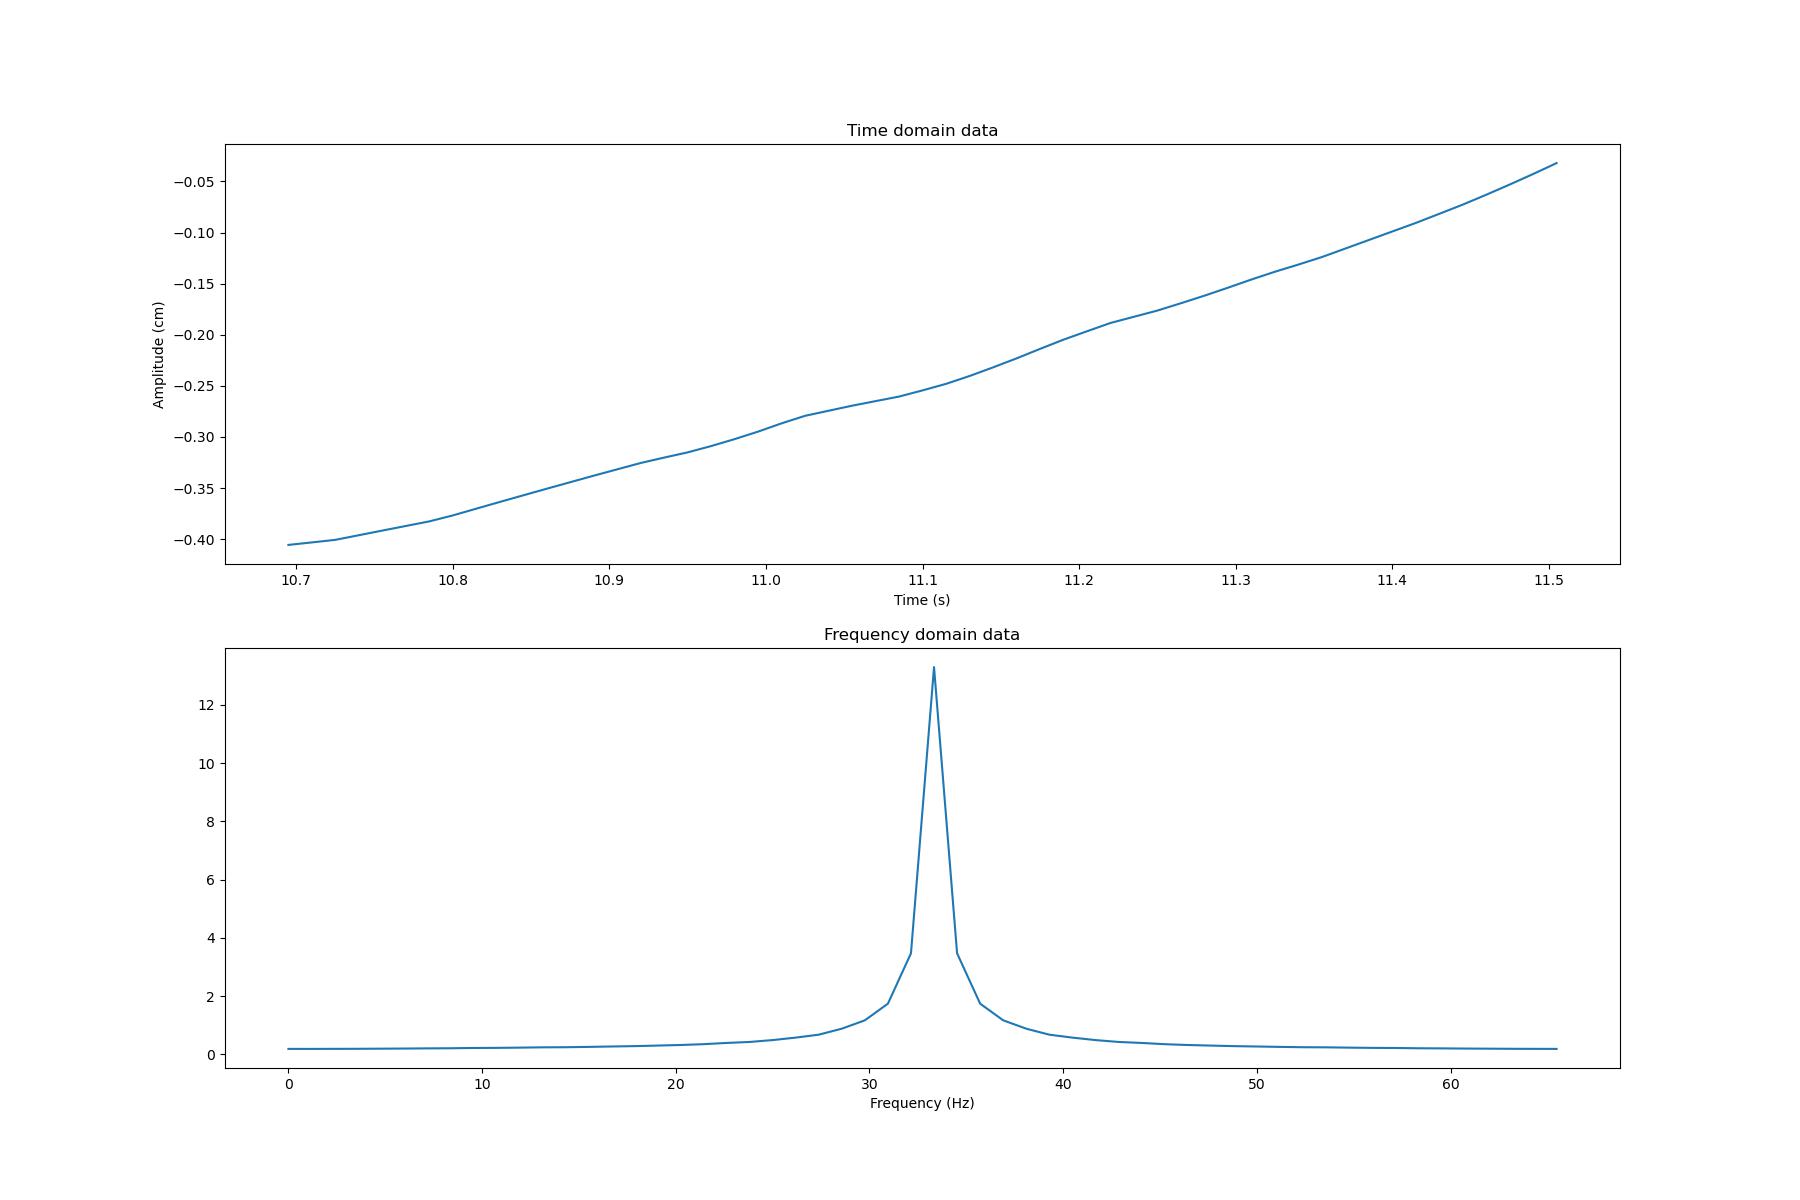 Time domain data
Amplitude (cm)
−0.05
−0.10
−0.15
−0.20
−0.25
−0.30
−0.35
−0.40
10.7 10.8 10.9 11.0 11.1 11.2 11.3 11.4 11.5
Time (s)
Frequency domain data
12
10
8
6
4
2
0
0 10 20 30 40 50 60
Frequency (Hz)